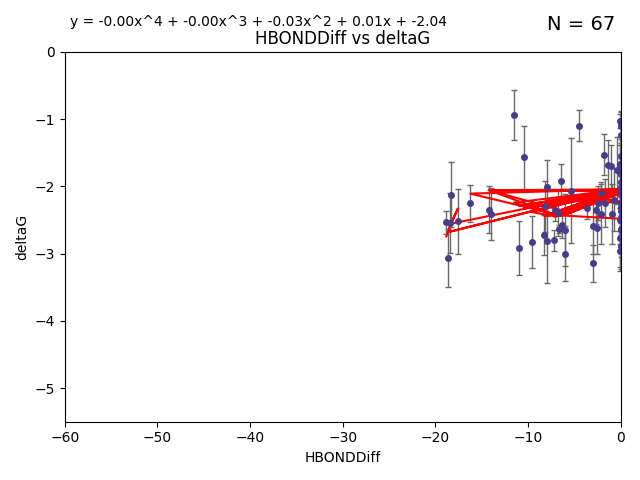 y = -0.00x^4 + -0.00x^3 + -0.03x^2 + 0.01x + -2.04
N = 67
HBONDDiff vs deltaG
0
−1
−2
−3
−4
−5
deltaG
−60 −50 −40 −30 −20 −10 0
HBONDDiff